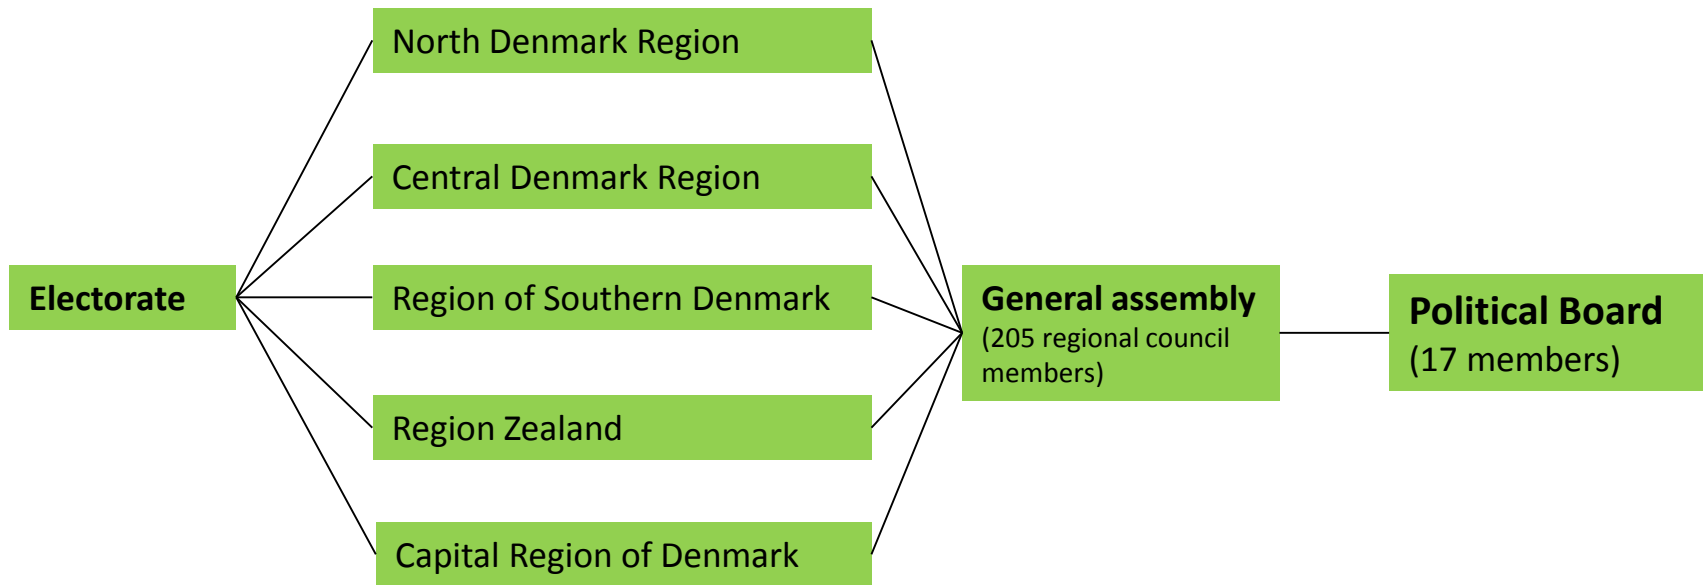 North Denmark Region
Central Denmark Region
Electorate
Region of Southern Denmark
General assembly
(205 regional council
members)
Political Board
(17 members)
Region Zealand
Capital Region of Denmark